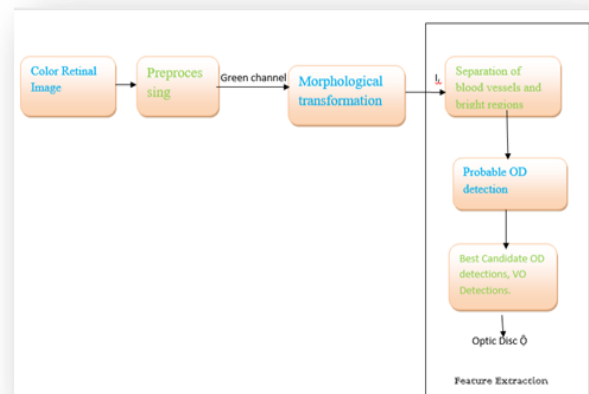 Color Retinal
Image
Preproces
sing
Green channel
Morphological
transformation
Separation of
blood vessels and
bright regions
Probable OD
detection
Best Candidate OD
detections, VO
Detections.
Optic Disc Ô
Feature Extraction